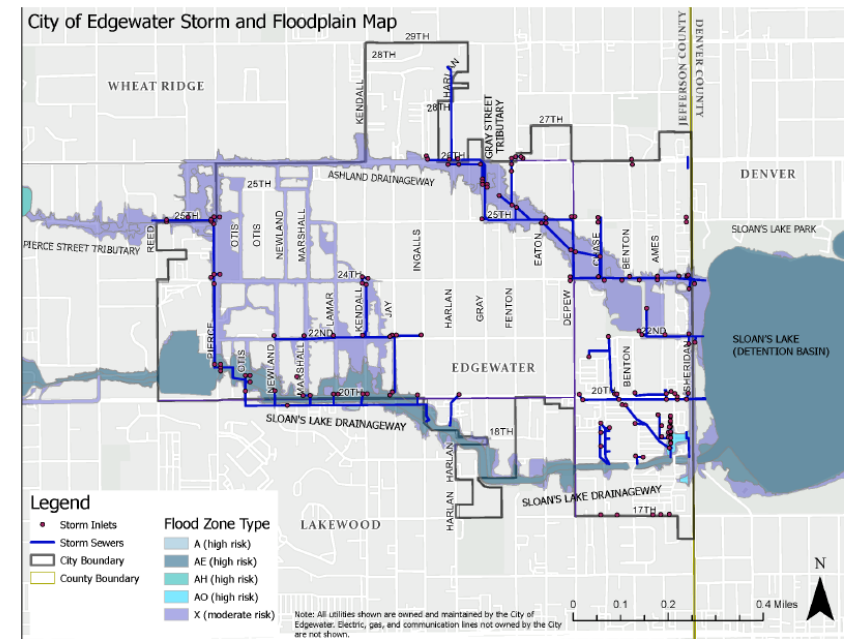 City of Edgewater Storm and Floodplain Map
29TH
28TH
WHEAT RIDGE
KENDALL
HARLAN
28TH
GRAY STREET
TRIBUTARY
27TH
JEFFERSON COUNTY
DENVER COUNTY
26TH
ASHLAND DRAINAGEWAY
DENVER
25TH
25TH
REED
PIERCE STREET TRIBUTARY
OTIS
OTIS
NEWLAND
MARSHALL
INGALLS
25TH
EATON
CHASE
BENTON
AMES
SLOAN'S LAKE PARK
24TH
LAMAR
KENDALL
JAY
HARLAN
GRAY
FENTON
DEPEW
22ND
22ND
PIERCE
OTIS
NEWLAND
MARSHALL
20TH
EDGEWATER
BENTON
20TH
SHERIDAN
SLOAN'S LAKE
(DETENTION BASIN)
SLOAN'S LAKE DRAINAGEWAY
18TH
HARLAN
HARLAN
SLOAN'S LAKE DRAINAGEWAY
17TH
LAKEWOOD
Legend
Storm Inlets
Storm Sewers
City Boundary
County Boundary
Flood Zone Type
A (high risk)
AE (high risk)
AH (high risk)
AO (high risk)
X (moderate risk)
Note: All utilities shown are owned and maintained by the City of
Edgewater. Electric, gas, and communication lines not owned by the City
are not shown.
0 0.1 0.2 0.4 Miles
N